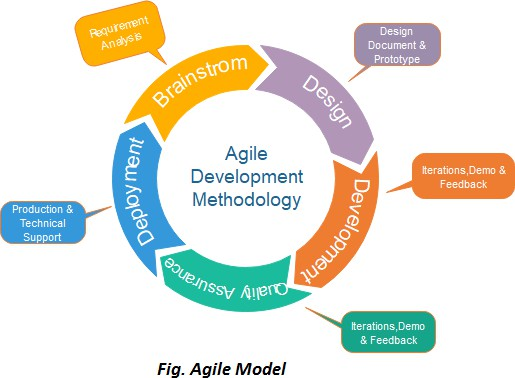 Requirement
Analysis
Brainstrom
Design
Design
Document &
Prototype
Development
Iterations,Demo
& Feedback
Quality Assurance
Iterations,Demo
& Feedback
Deployment
Production &
Technical
Support
Agile
Development
Methodology
Fig. Agile Model